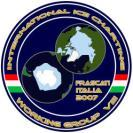 INTERNATIONAL ICE CHARTING
FRASCATI
ITALIA
2007
WORKING GROUP VIII